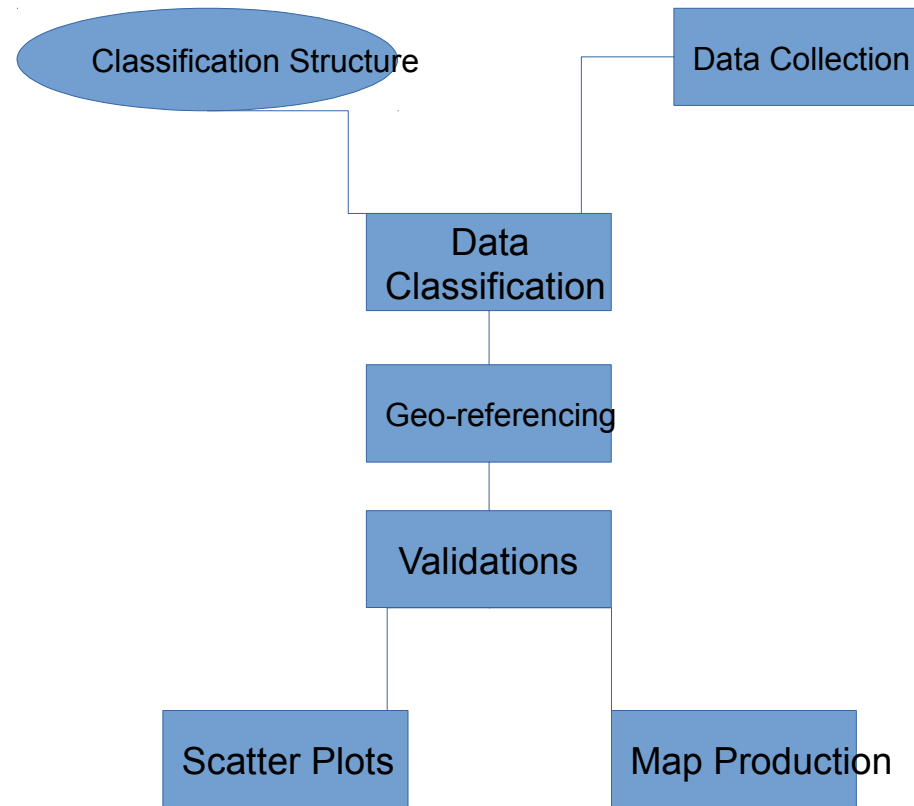 Classification Structure
Data Collection
Data
Classification
Geo-referencing
Validations
Scatter Plots
Map Production